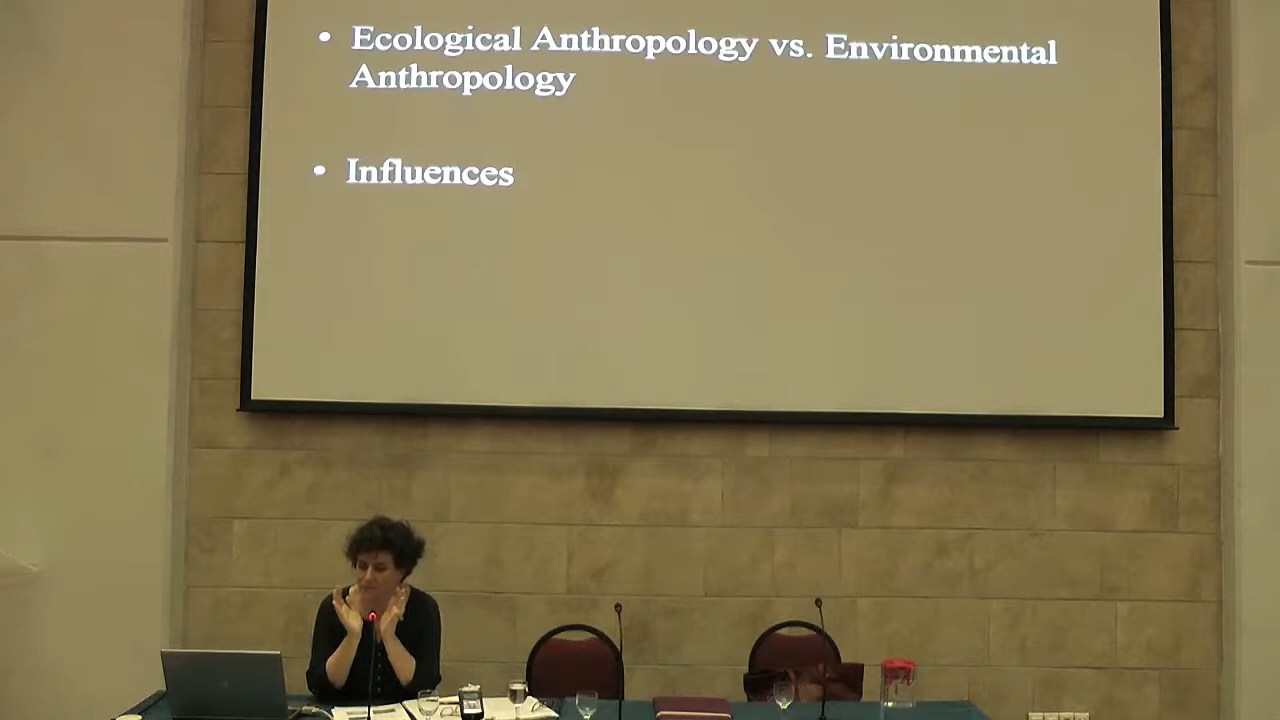 • Ecological Anthropology vs. Environmental
Anthropology
• Influences